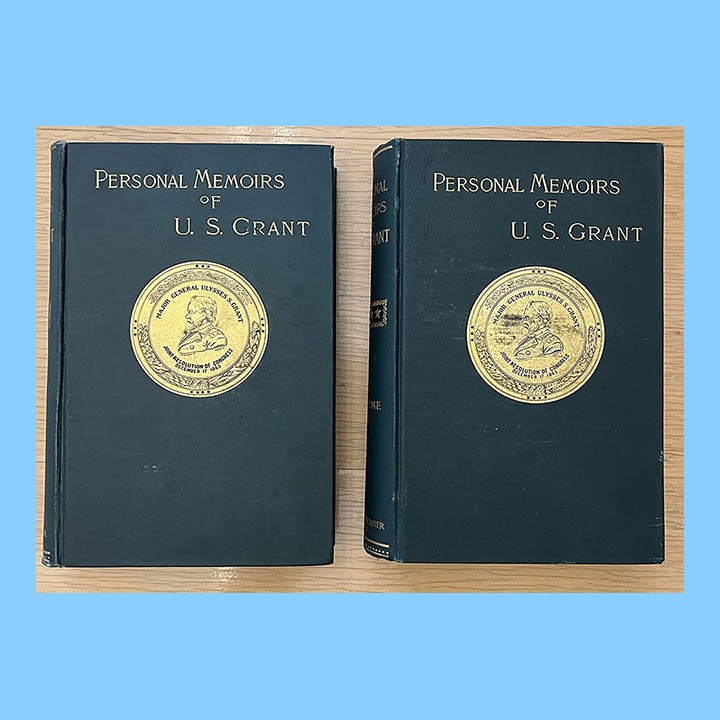 PERSONAL MEMOIRS
OF
U. S. CRANT
MAJOR GENERAL ULYSSES S. GRANT
JOINT RESOLUTION OF CONGRESS
DECEMBER 17 1863
PERSONAL MEMOIRS
OF
U. S. GRANT
MAJOR GENERAL ULYSSES S. GRANT
JOINT RESOLUTION OF CONGRESS
DECEMBER 17 1863